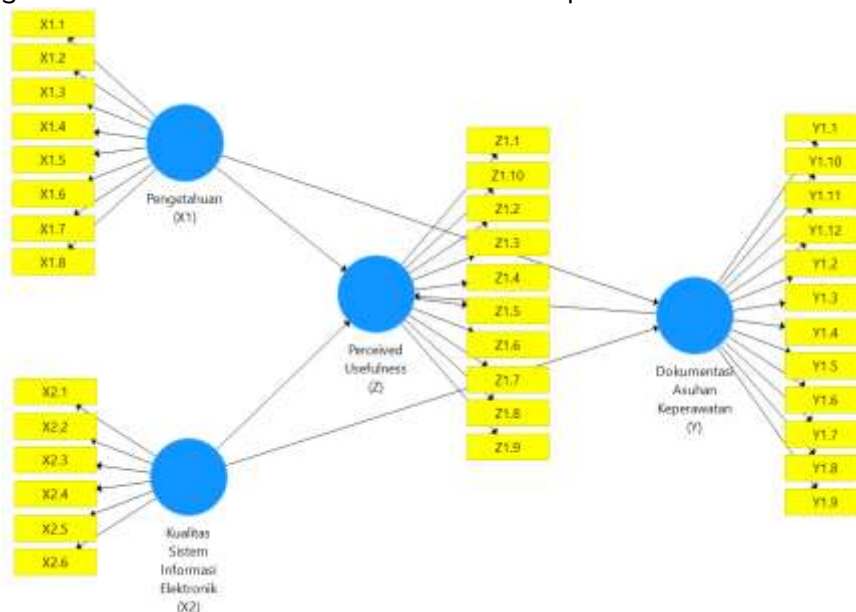 X1.1
X1.2
X1.3
X1.4
X1.5
X1.6
X1.7
X1.8
Pengetahuan
(X1)
X2.1
X2.2
X2.3
X2.4
X2.5
X2.6
Kualitas
Sistem
Informasi
Elektronik
(X2)
Perceived
Usefulness
(Z)
Z1.1
Z1.10
Z1.2
Z1.3
Z1.4
Z1.5
Z1.6
Z1.7
Z1.8
Z1.9
Dokumentasi
Asuhan
Keperawatan
(Y)
Y1.1
Y1.10
Y1.11
Y1.12
Y1.2
Y1.3
Y1.4
Y1.5
Y1.6
Y1.7
Y1.8
Y1.9